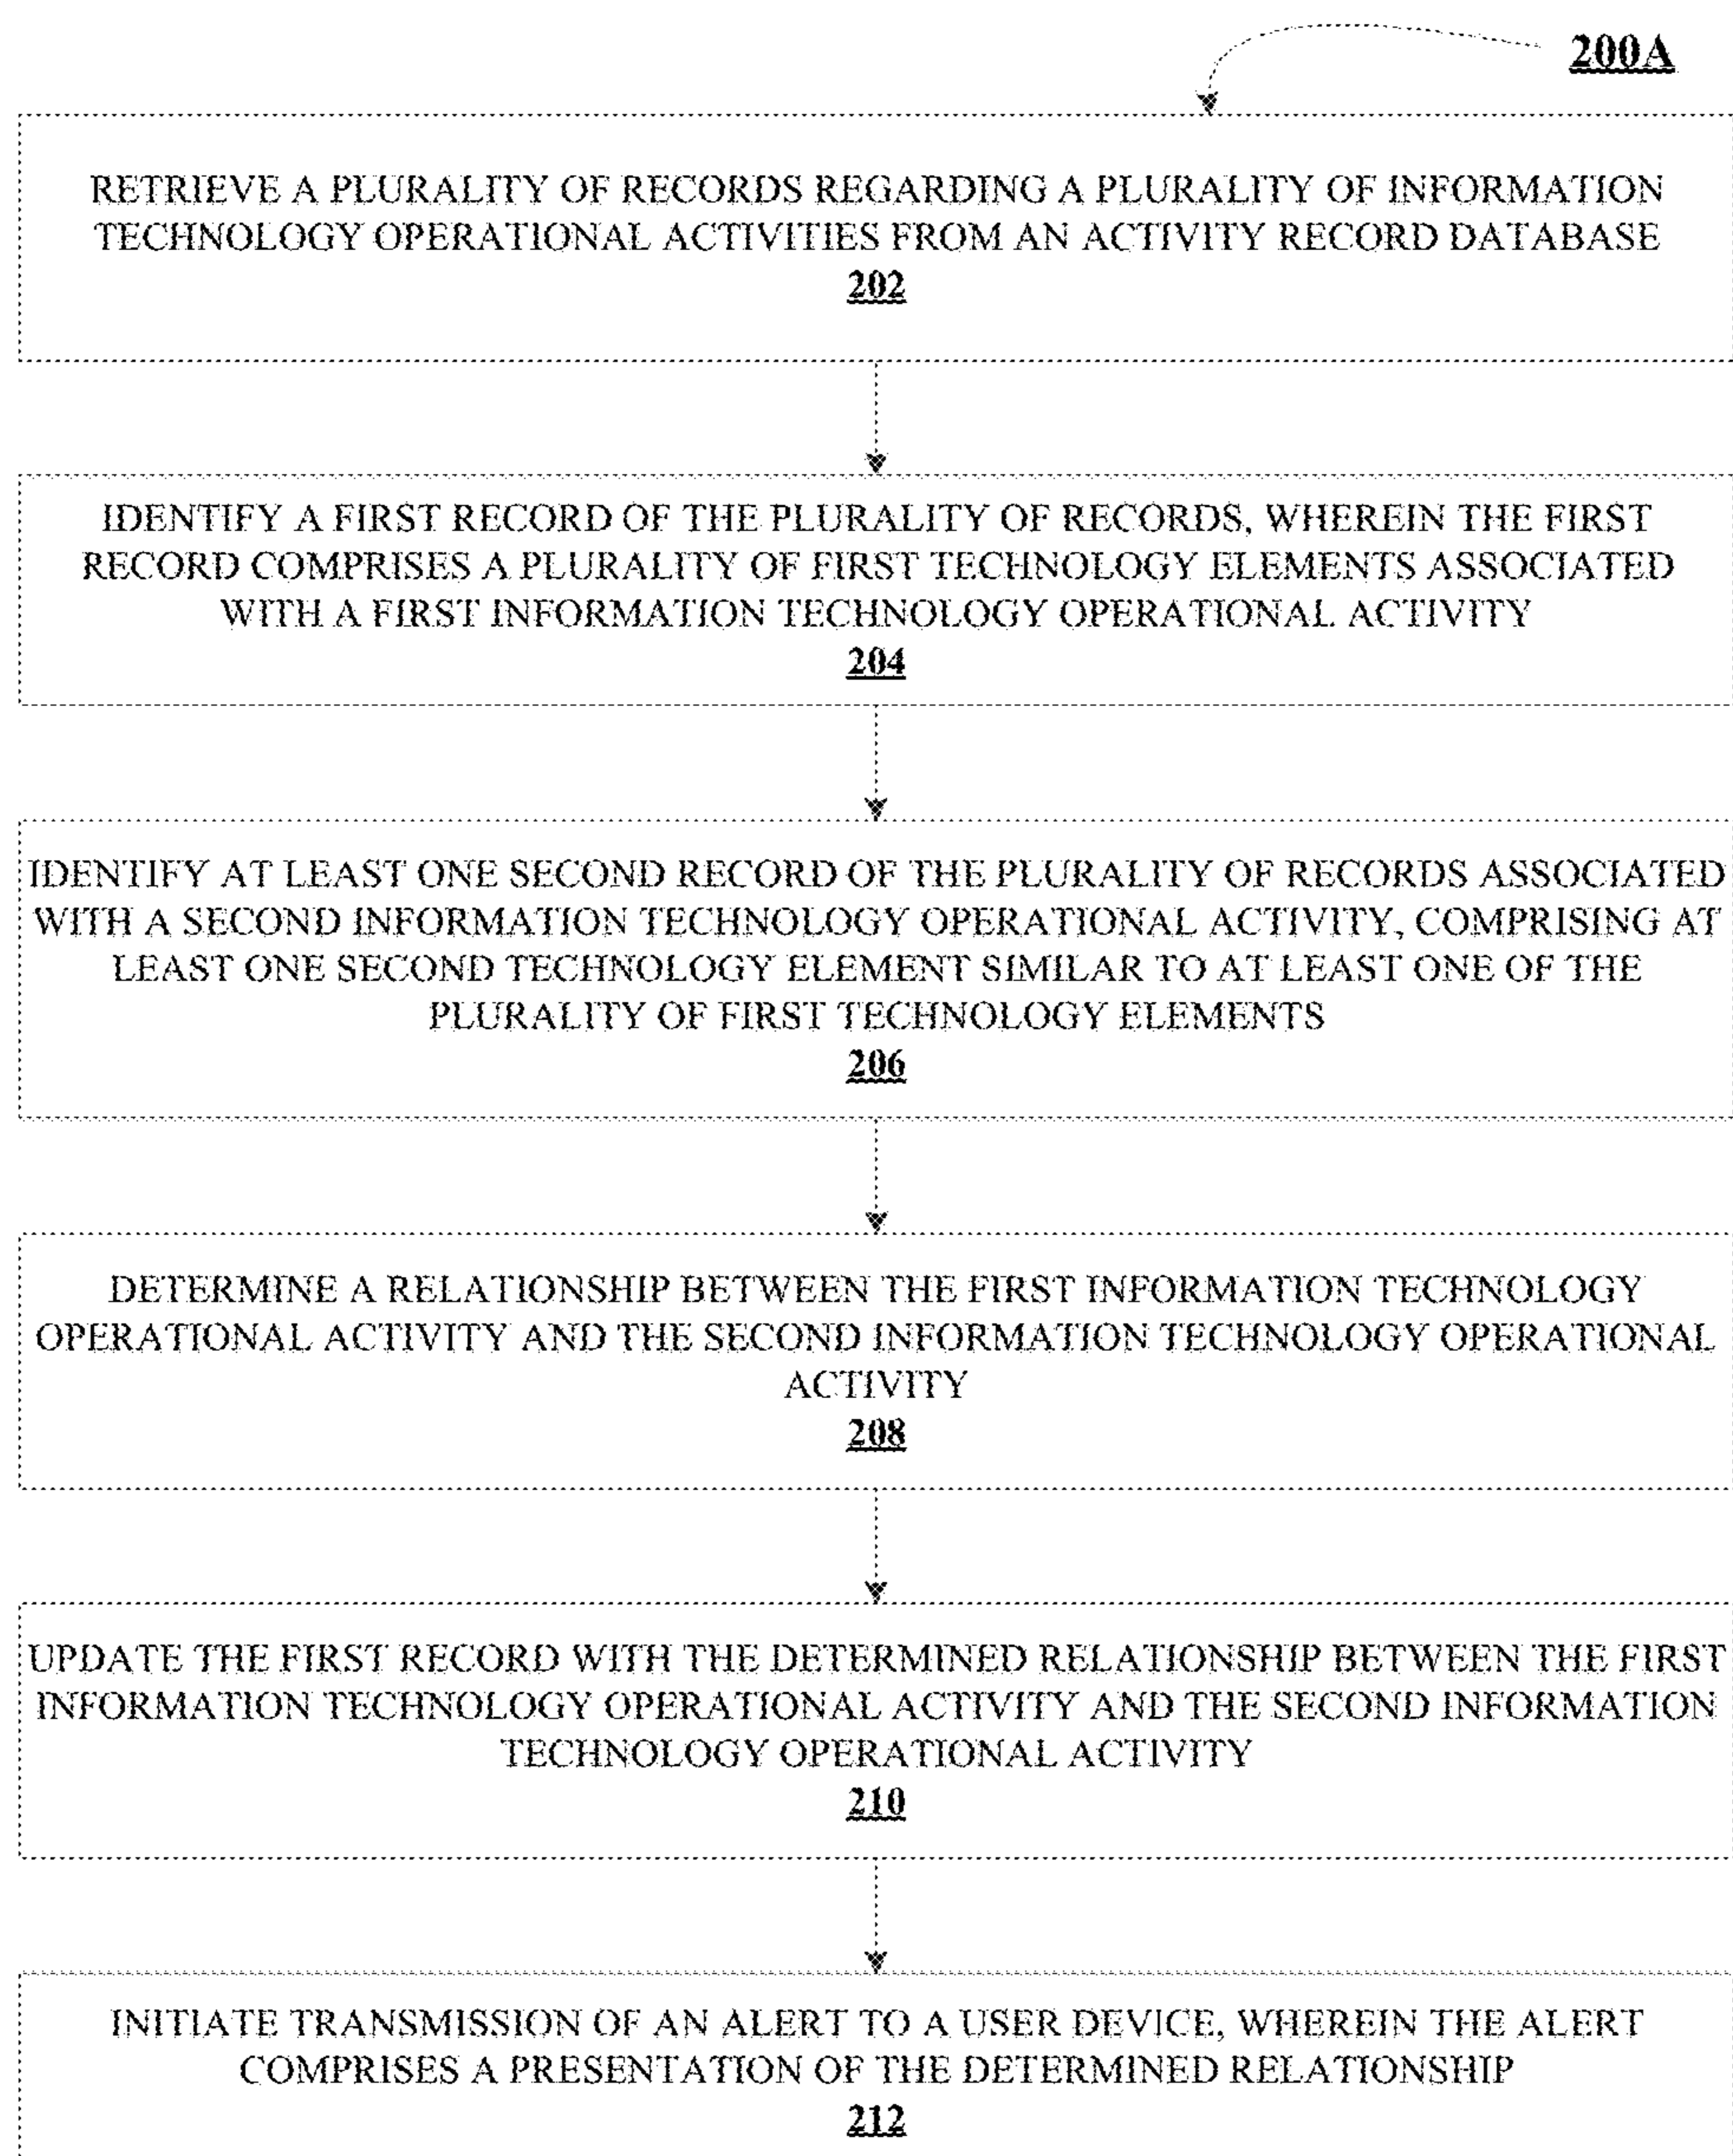 200A
RETRIEVE A PLURALITY OF RECORDS REGARDING A PLURALITY OF INFORMATION
TECHNOLOGY OPERATIONAL ACTIVITIES FROM AN ACTIVITY RECORD DATABASE
202
IDENTIFY A FIRST RECORD OF THE PLURALITY OF RECORDS, WHEREIN THE FIRST
RECORD COMPRISES A PLURALITY OF FIRST TECHNOLOGY ELEMENTS ASSOCIATED
WITH A FIRST INFORMATION TECHNOLOGY OPERATIONAL ACTIVITY
204
IDENTIFY AT LEAST ONE SECOND RECORD OF THE PLURALITY OF RECORDS ASSOCIATED
WITH A SECOND INFORMATION TECHNOLOGY OPERATIONAL ACTIVITY, COMPRISING AT
LEAST ONE SECOND TECHNOLOGY ELEMENT SIMILAR TO AT LEAST ONE OF THE
PLURALITY OF FIRST TECHNOLOGY ELEMENTS
206
DETERMINE A RELATIONSHIP BETWEEN THE FIRST INFORMATION TECHNOLOGY
OPERATIONAL ACTIVITY AND THE SECOND INFORMATION TECHNOLOGY OPERATIONAL
ACTIVITY
208
UPDATE THE FIRST RECORD WITH THE DETERMINED RELATIONSHIP BETWEEN THE FIRST
INFORMATION TECHNOLOGY OPERATIONAL ACTIVITY AND THE SECOND INFORMATION
TECHNOLOGY OPERATIONAL ACTIVITY
210
INITIATE TRANSMISSION OF AN ALERT TO A USER DEVICE, WHEREIN THE ALERT
COMPRISES A PRESENTATION OF THE DETERMINED RELATIONSHIP
212